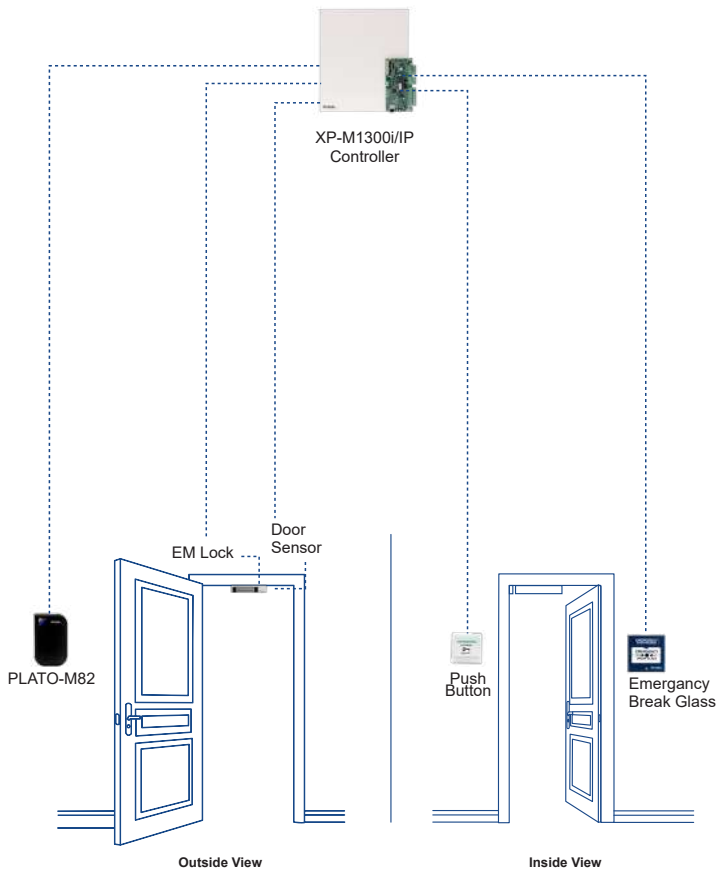 XP-M1300i/IP
Controller
Door
Sensor
EM Lock
PLATO-M82
Push
Button
Emergancy
Break Glass
Outside View
Inside View